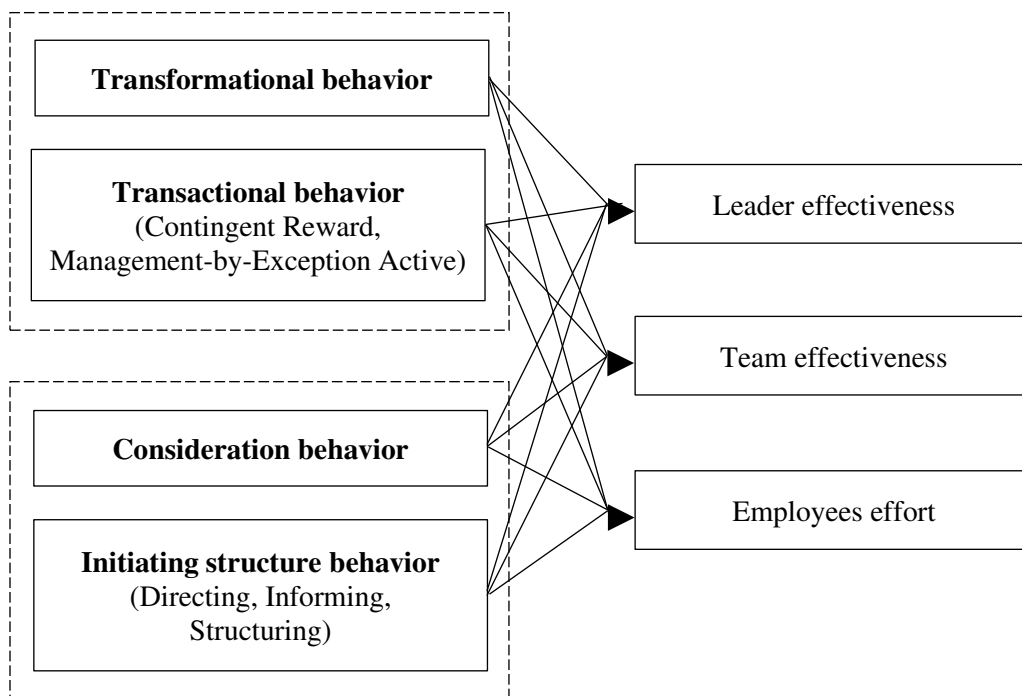 Transformational behavior
Transactional behavior
(Contingent Reward,
Management-by-Exception Active)
Consideration behavior
Initiating structure behavior
(Directing, Informing,
Structuring)
Leader effectiveness
Team effectiveness
Employees effort